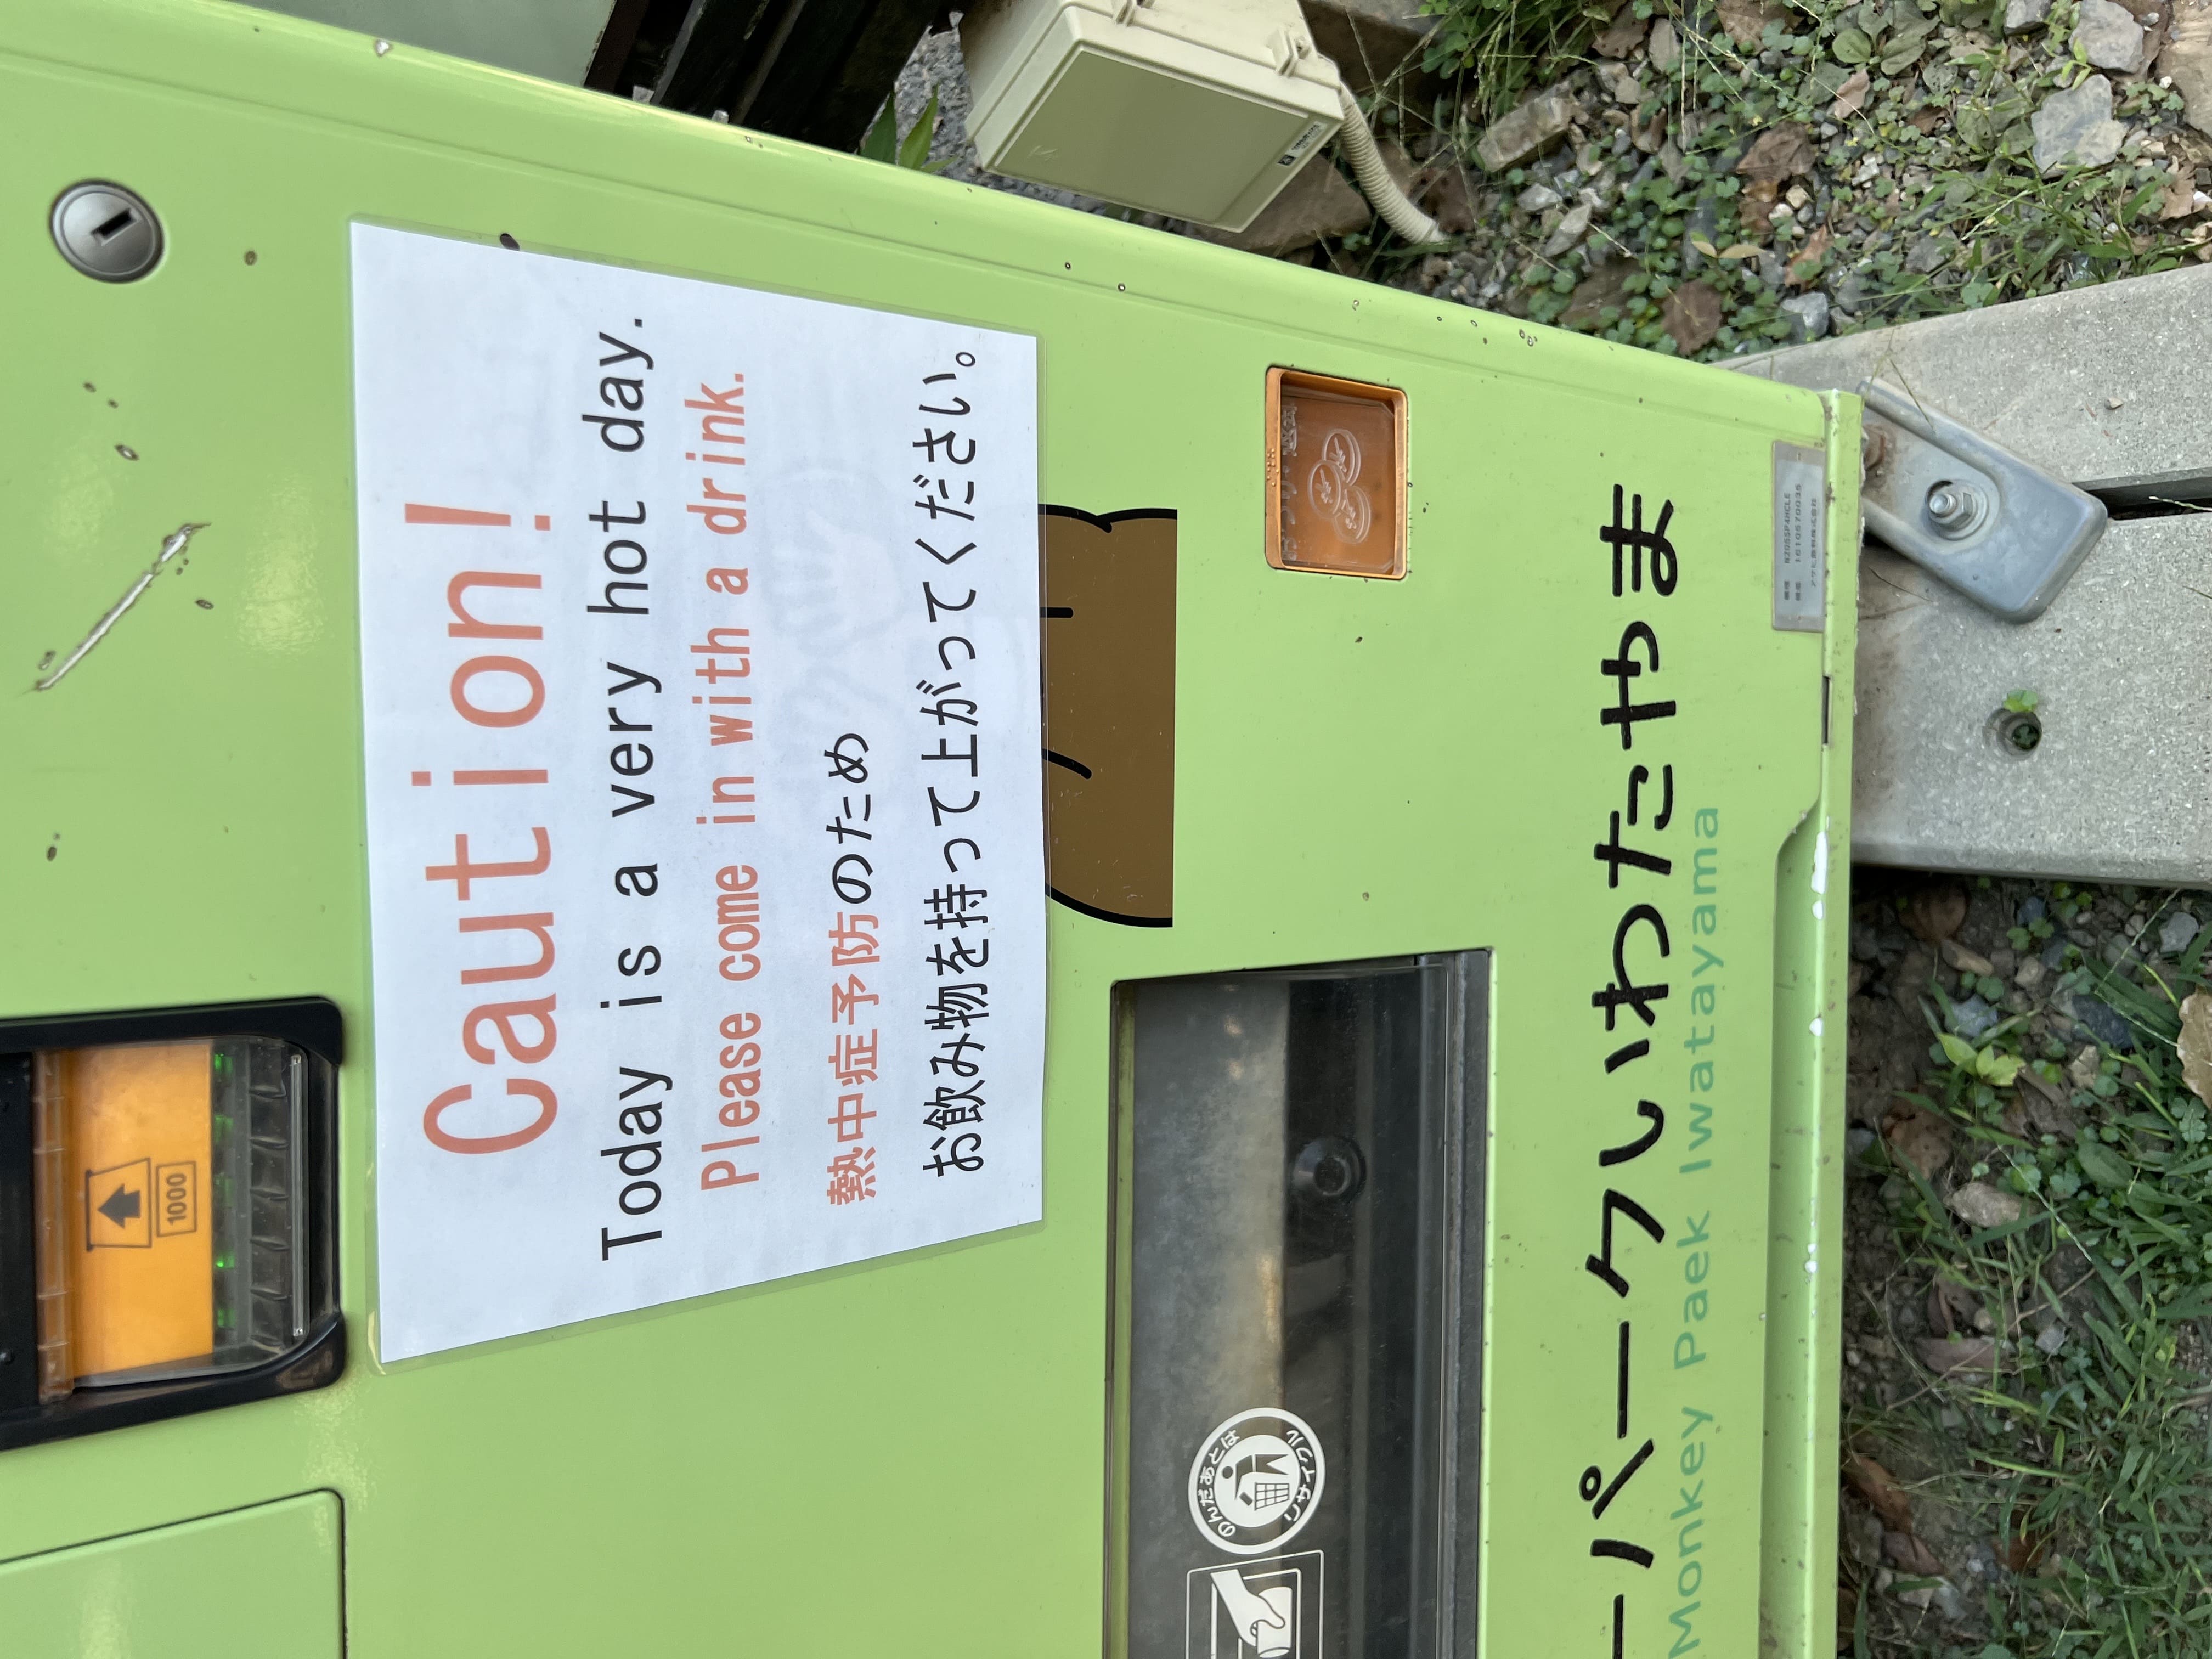 1000
Caution!
Today is a very hot day.
Please come in with a drink.
熱中症予防のため
お飲み物を持って上がってください。
のんだあとは
リサイクル
ーパークいわたやま
Monkey Paek Iwatayama